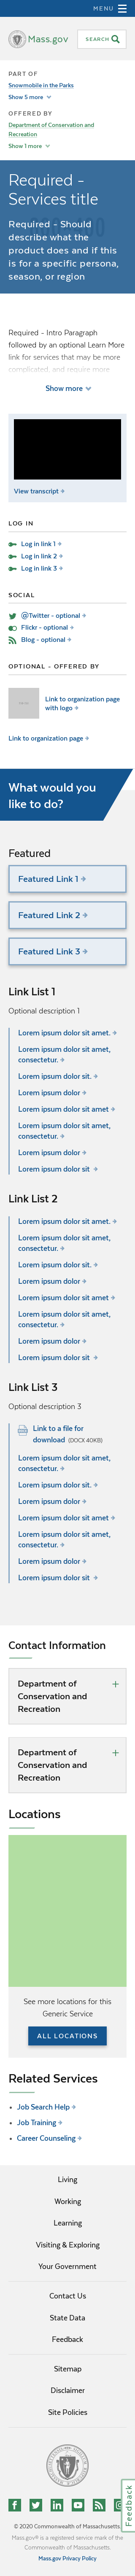 MENU
Mass.gov
SEARCH
PART OF
Snowmobile in the Parks
Show 5 more
OFFERED BY
Department of Conservation and
Recreation
Show 1 more
Required -
Services title
Required - Should
describe what the
product does and if this
is for a specific persona,
season, or region
Required - Intro Paragraph
followed by an optional Learn More
link for services that may be more
complicated, and require more
Show more
View transcript
LOG IN
Log in link 1
Log in link 2
Log in link 3
SOCIAL
@Twitter - optional
Flickr - optional
Blog - optional
OPTIONAL - OFFERED BY
Link to organization page
with logo
Link to organization page
What would you
like to do?
Featured
Featured Link 1
Featured Link 2
Featured Link 3
Link List 1
Optional description 1
Lorem ipsum dolor sit amet.
Lorem ipsum dolor sit amet,
consectetur.
Lorem ipsum dolor sit.
Lorem ipsum dolor
Lorem ipsum dolor sit amet
Lorem ipsum dolor sit amet,
consectetur.
Lorem ipsum dolor
Lorem ipsum dolor sit
Link List 2
Lorem ipsum dolor sit amet.
Lorem ipsum dolor sit amet,
consectetur.
Lorem ipsum dolor sit.
Lorem ipsum dolor
Lorem ipsum dolor sit amet
Lorem ipsum dolor sit amet,
consectetur.
Lorem ipsum dolor
Lorem ipsum dolor sit
Link List 3
Optional description 3
Link to a file for
download (DOCX 40KB)
Lorem ipsum dolor sit amet,
consectetur.
Lorem ipsum dolor sit.
Lorem ipsum dolor
Lorem ipsum dolor sit amet
Lorem ipsum dolor sit amet,
consectetur.
Lorem ipsum dolor
Lorem ipsum dolor sit
Contact Information
Department of
Conservation and
Recreation
Department of
Conservation and
Recreation
Locations
See more locations for this
Generic Service
ALL LOCATIONS
Related Services
Job Search Help
Job Training
Career Counseling
Living
Working
Learning
Visiting & Exploring
Your Government
Contact Us
State Data
Feedback
Sitemap
Disclaimer
Site Policies
Feedback
© 2020 Commonwealth of Massachusetts.
Mass.gov® is a registered service mark of the
Commonwealth of Massachusetts.
Mass.gov Privacy Policy